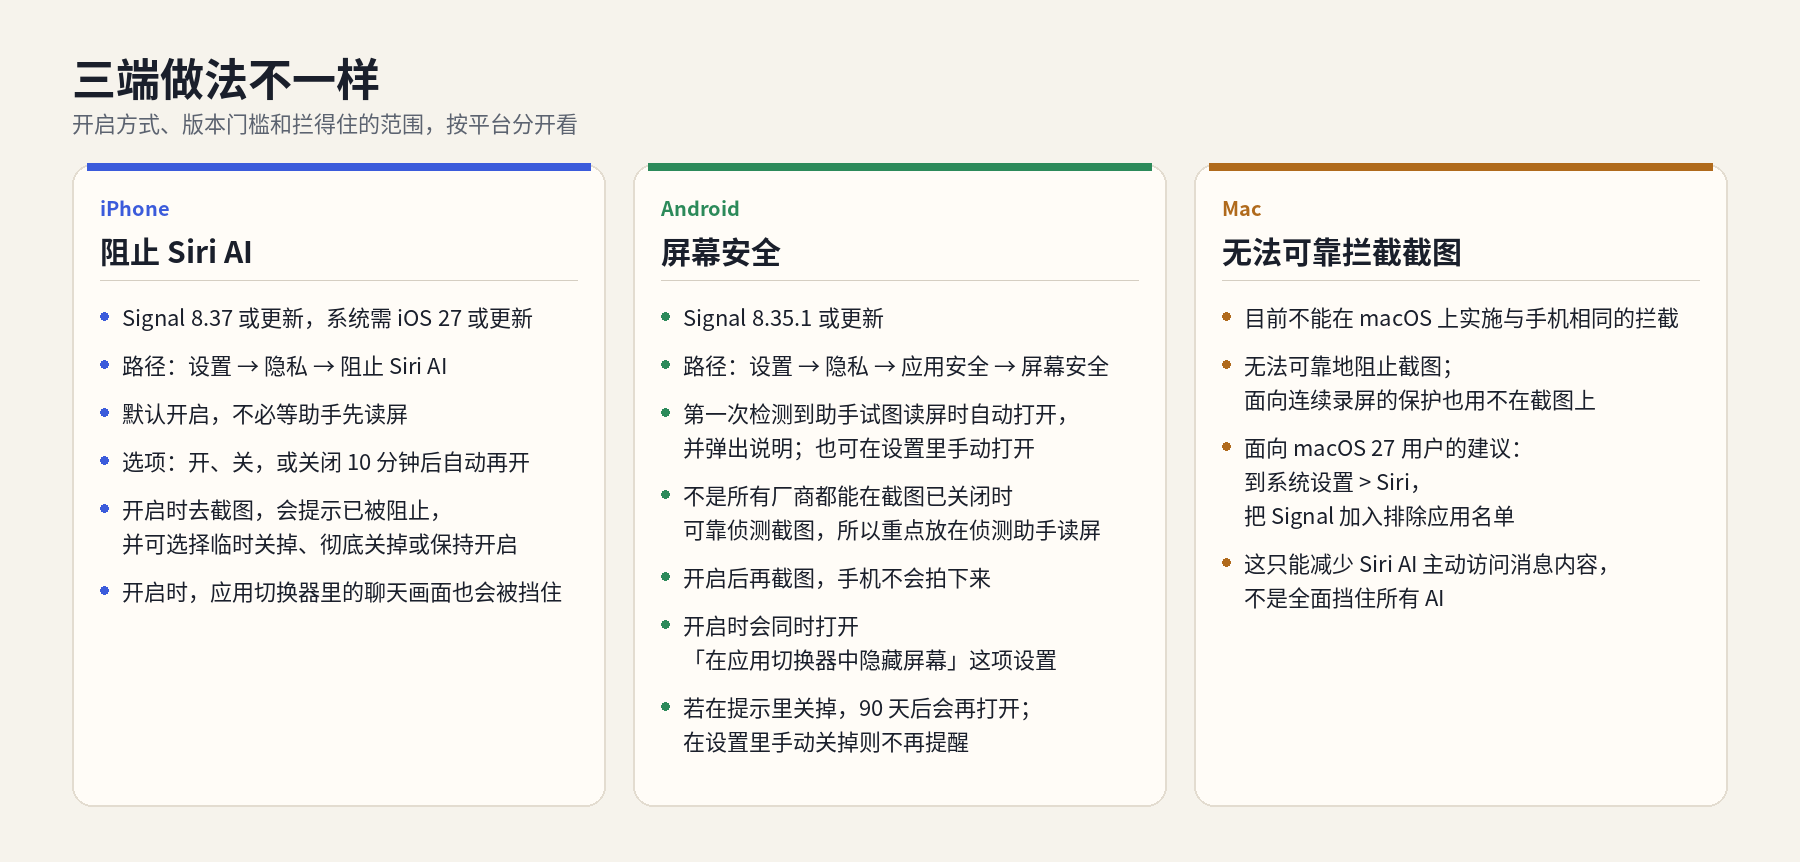 三端做法不一样
开启方式、版本门槛和拦得住的范围，按平台分开看
iPhone
阻止 Siri AI
Signal 8.37 或更新，系统需 iOS 27 或更新
路径：设置 → 隐私 → 阻止 Siri AI
默认开启，不必等助手先读屏
选项：开、关，或关闭 10 分钟后自动再开
开启时去截图，会提示已被阻止，
并可选择临时关掉、彻底关掉或保持开启
开启时，应用切换器里的聊天画面也会被挡住
Android
屏幕安全
Signal 8.35.1 或更新
路径：设置 → 隐私 → 应用安全 → 屏幕安全
第一次检测到助手试图读屏时自动打开，
并弹出说明；也可在设置里手动打开
不是所有厂商都能在截图已关闭时
可靠侦测截图，所以重点放在侦测助手读屏
开启后再截图，手机不会拍下来
开启时会同时打开
「在应用切换器中隐藏屏幕」这项设置
若在提示里关掉，90 天后会再打开；
在设置里手动关掉则不再提醒
Mac
无法可靠拦截截图
目前不能在 macOS 上实施与手机相同的拦截
无法可靠地阻止截图；
面向连续录屏的保护也用不在截图上
面向 macOS 27 用户的建议：
到系统设置 > Siri，
把 Signal 加入排除应用名单
这只能减少 Siri AI 主动访问消息内容，
不是全面挡住所有 AI